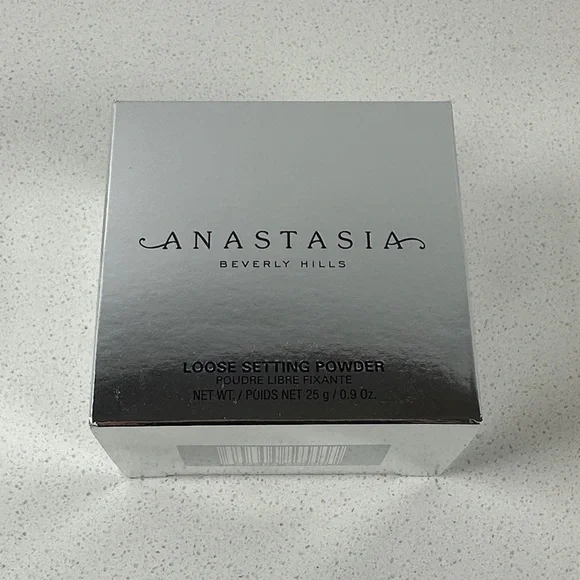 ANASTASIA
BEVERLY HILLS
LOOSE SETTING POWDER
POUDRE LIBRE FIXANTE
NET WT. / POIDS NET 25 g / 0.9 Oz.